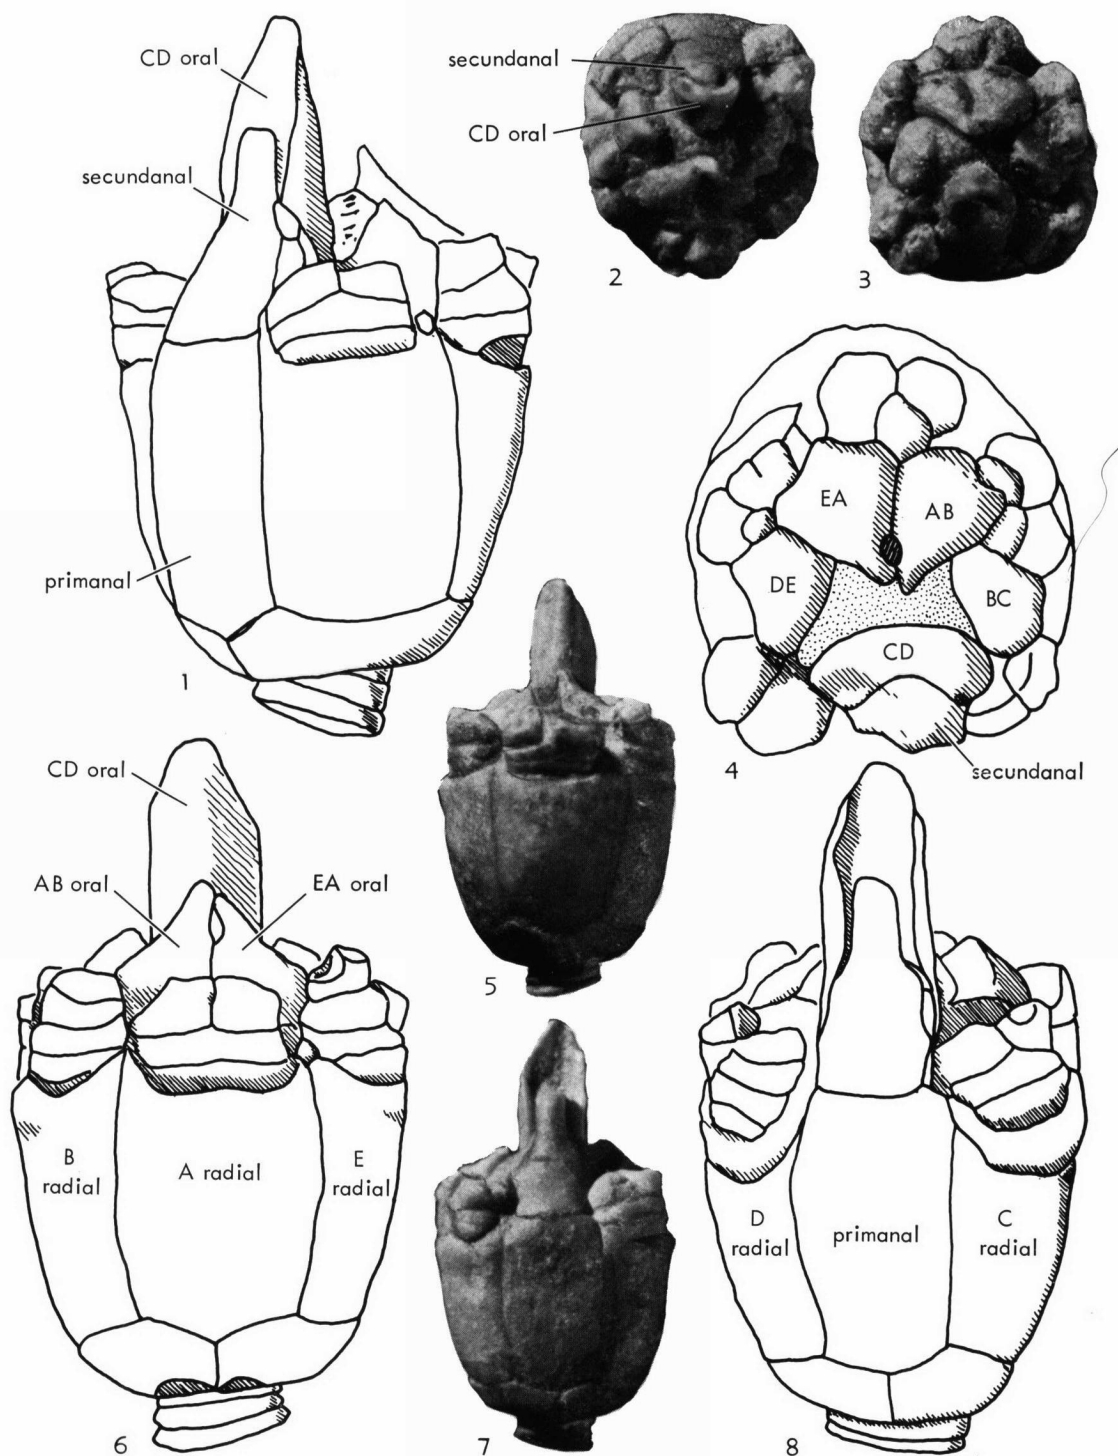 CD oral
secundanal
primanal
1
secundanal
CD oral
2
3
EA
AB
DE
BC
CD
secundanal
4
5
CD oral
AB oral
EA oral
B
radial
A radial
E
radial
6
7
D
radial
primanal
C
radial
8